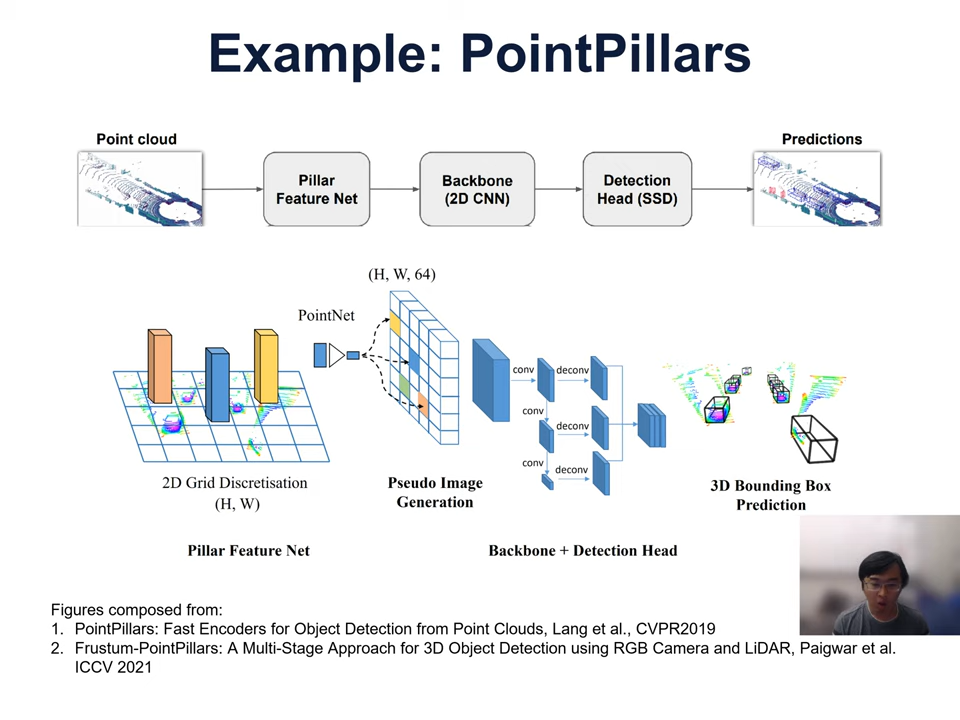 Example: PointPillars
Point cloud
Predictions
Pillar
Feature Net
Backbone
(2D CNN)
Detection
Head (SSD)
(H, W, 64)
PointNet
conv
deconv
conv
deconv
conv
deconv
2D Grid Discretisation
(H, W)
Pseudo Image
Generation
3D Bounding Box
Prediction
Pillar Feature Net
Backbone + Detection Head
Figures composed from:
1. PointPillars: Fast Encoders for Object Detection from Point Clouds, Lang et al., CVPR2019
2. Frustum-PointPillars: A Multi-Stage Approach for 3D Object Detection using RGB Camera and LiDAR, Paigwar et al.
ICCV 2021